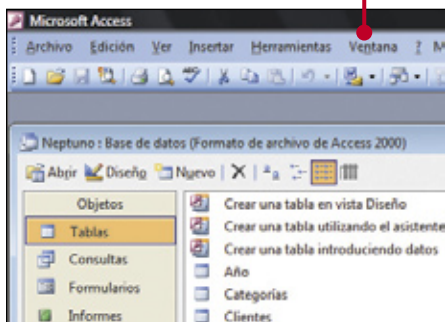 Microsoft Access
Archivo Edición Ver Insertar Herramientas Ventana ? M
Neptuno : Base de datos (Formato de archivo de Access 2000)
Abrir Diseño Nuevo
Objetos
Tablas
Consultas
Formularios
Informes
Crear una tabla en vista Diseño
Crear una tabla utilizando el asistente
Crear una tabla introduciendo datos
Año
Categorías
Clientes